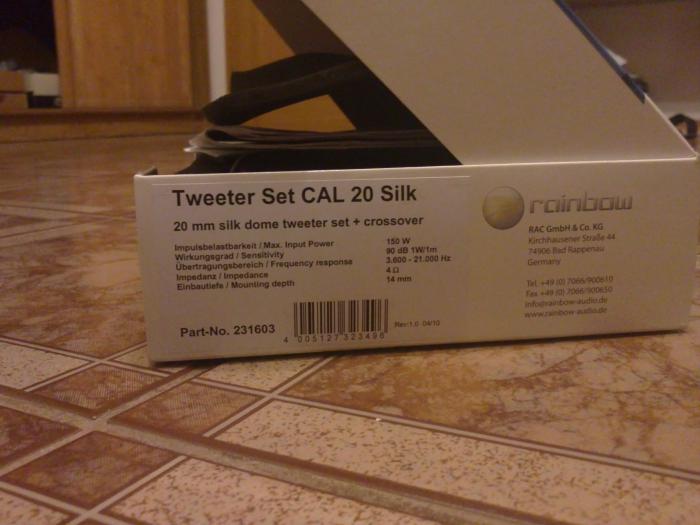 Tweeter Set CAL 20 Silk
20 mm silk dome tweeter set + crossover
Impulsbelastbarkeit / Max. Input Power 150 W
Wirkungsgrad / Sensitivity 90 dB 1W/1m
Übertragungsbereich / Frequency response 3.600 - 21.000 Hz
Impedanz / Impedance 4 Ω
Einbautiefe / Mounting depth 14 mm
Part-No. 231603
4 005127 323496
Rev:1.0 04/10
rainbow
RAC GmbH & Co. KG
Kirchhausener Straße 44
74906 Bad Rappenau
Germany
Tel. +49 (0) 7066/900610
Fax +49 (0) 7066/900650
info@rainbow-audio.de
www.rainbow-audio.de